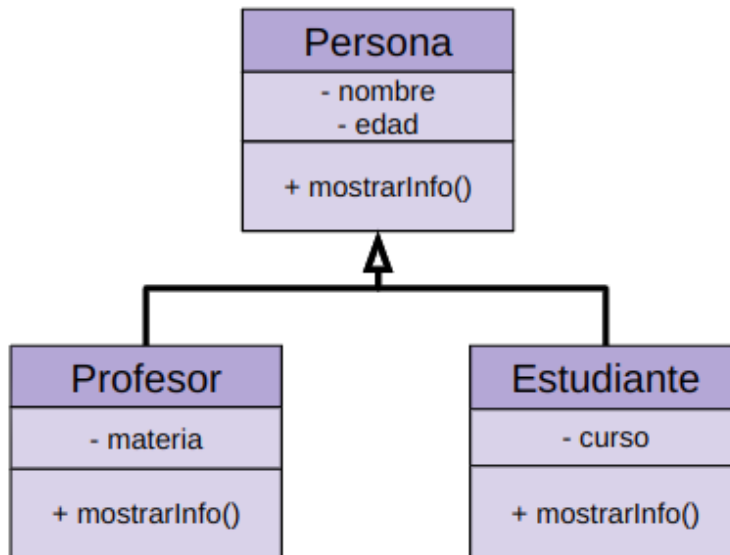 Persona
- nombre
- edad
+ mostrarInfo()
Profesor
- materia
+ mostrarInfo()
Estudiante
- curso
+ mostrarInfo()